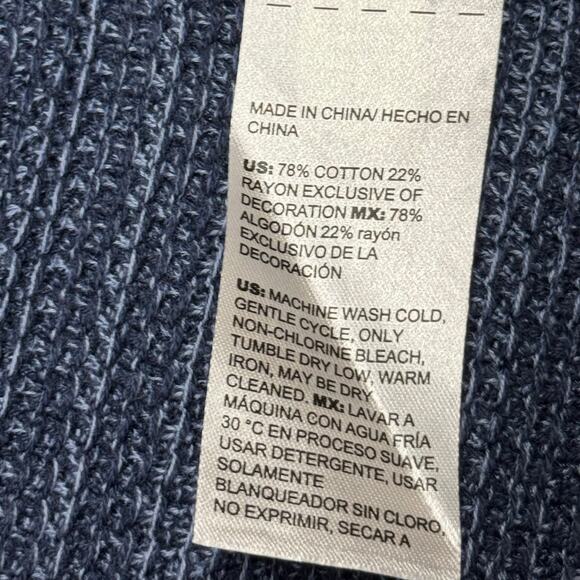 MADE IN CHINA/ HECHO EN
CHINA
US: 78% COTTON 22%
RAYON EXCLUSIVE OF
DECORATION MX: 78%
ALGODÓN 22% rayón
EXCLUSIVO DE LA
DECORACIÓN
US: MACHINE WASH COLD,
GENTLE CYCLE, ONLY
NON-CHLORINE BLEACH,
TUMBLE DRY LOW, WARM
IRON, MAY BE DRY
CLEANED. MX: LAVAR A
MÁQUINA CON AGUA FRÍA
30 °C EN PROCESO SUAVE,
USAR DETERGENTE, USAR
SOLAMENTE
BLANQUEADOR SIN CLORO,
NO EXPRIMIR, SECAR A